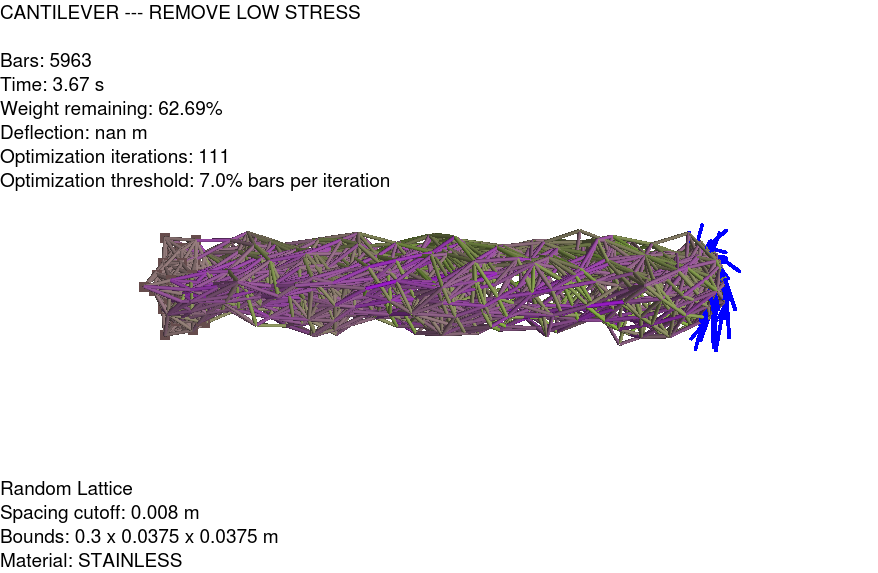 CANTILEVER --- REMOVE LOW STRESS
Bars: 5963
Time: 3.67 s
Weight remaining: 62.69%
Deflection: nan m
Optimization iterations: 111
Optimization threshold: 7.0% bars per iteration
Random Lattice
Spacing cutoff: 0.008 m
Bounds: 0.3 x 0.0375 x 0.0375 m
Material: STAINLESS